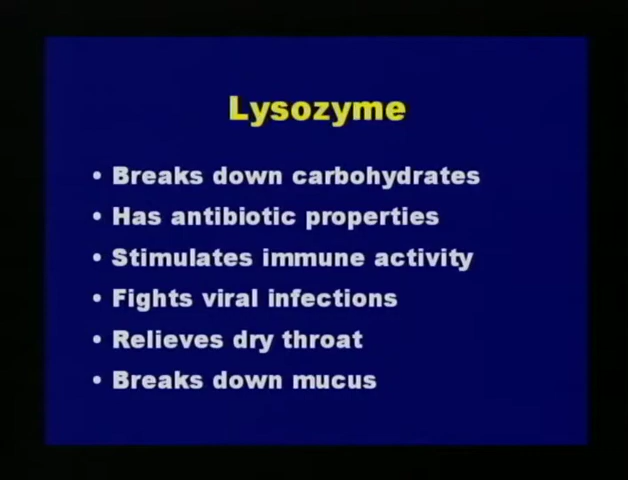 Lysozyme
• Breaks down carbohydrates
• Has antibiotic properties
• Stimulates immune activity
• Fights viral infections
• Relieves dry throat
• Breaks down mucus